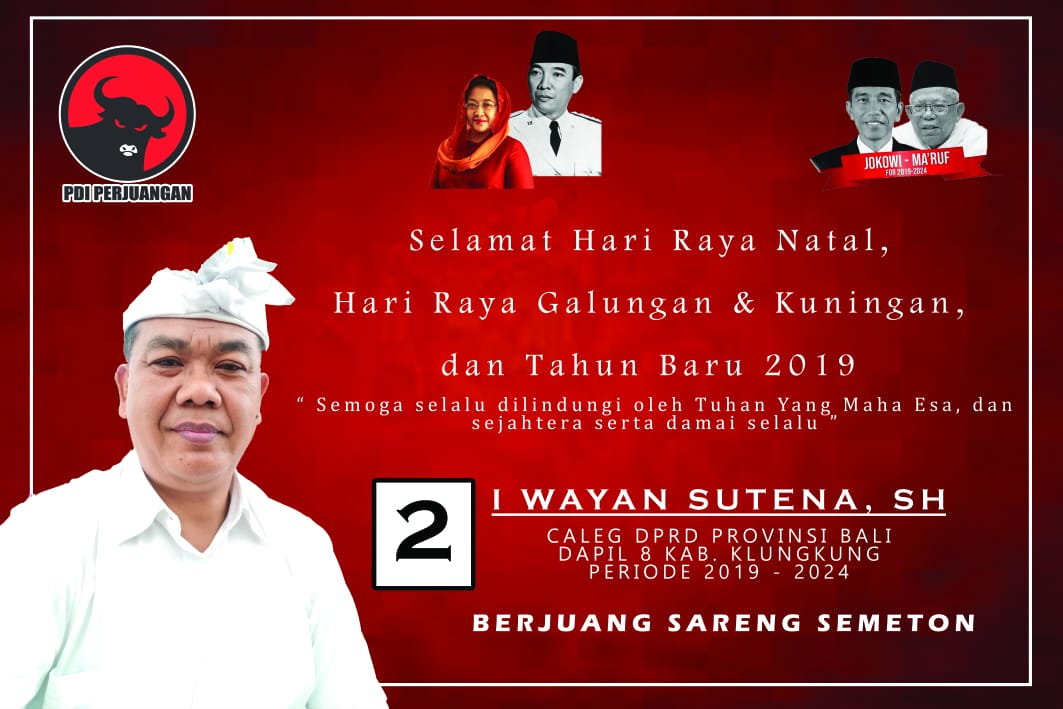 PDI PERJUANGAN
JOKOWI - MA'RUF
FOR 2019-2024
Selamat Hari Raya Natal,
Hari Raya Galungan & Kuningan,
dan Tahun Baru 2019
“ Semoga selalu dilindungi oleh Tuhan Yang Maha Esa, dan
sejahtera serta damai selalu ”
2
I WAYAN SUTENA, SH
CALEG DPRD PROVINSI BALI
DAPIL 8 KAB. KLUNGKUNG
PERIODE 2019 - 2024
BERJUANG SARENG SEMETON